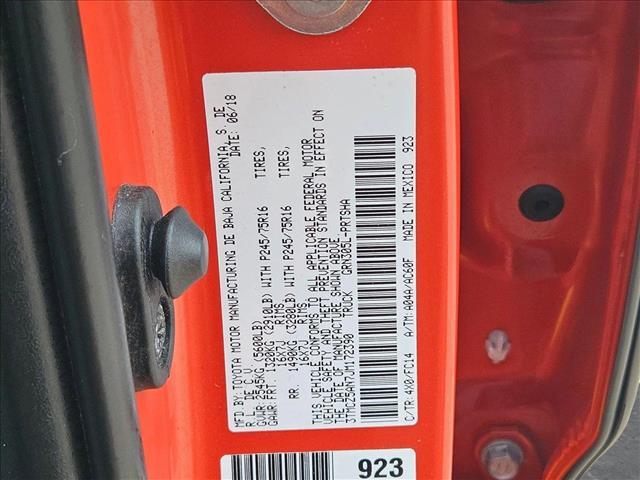 MFD.BY:TOYOTA MOTOR MANUFACTURING DE BAJA CALIFORNIA, S. DE
R.L. DE C.V. DATE: 06/18
GVWR:2545KG(5600LB)
GAWR:FRT. 1320KG (2910LB) WITH P245/75R16 TIRES,
16X7J RIMS,
RR. 1490KG (3280LB) WITH P245/75R16 TIRES,
16X7J RIMS,
THIS VEHICLE CONFORMS TO ALL APPLICABLE FEDERAL MOTOR
VEHICLE SAFETY AND THEFT PREVENTION STANDARDS IN EFFECT ON
THE DATE OF MANUFACTURE SHOWN ABOVE.
3TMCZ5AN7JM172390 TRUCK GRN305L-PRTSHA
C/TR:4X0/FC14 A/TM:A04A/AC60F MADE IN MEXICO 923
923